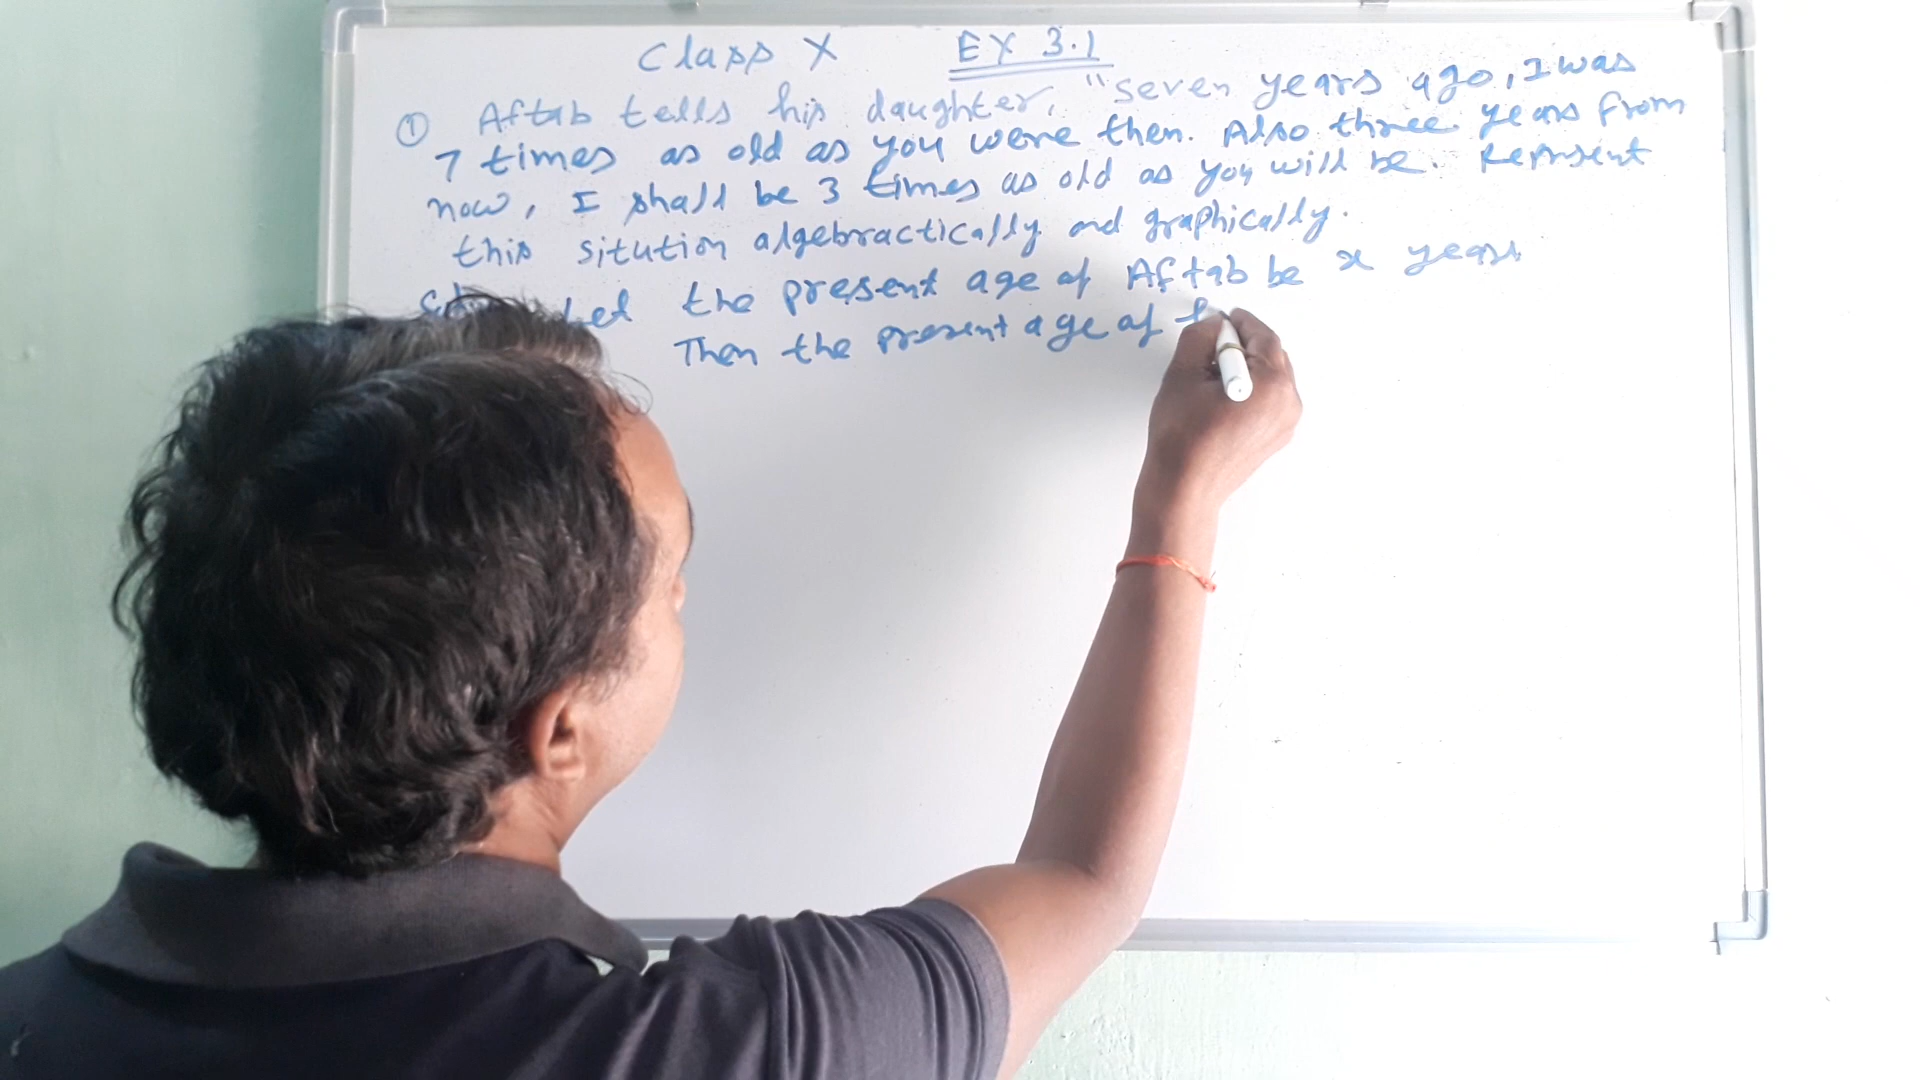 Class X EX 3.1
① Aftab tells his daughter, "seven years ago, I was
7 times as old as you were then. Also three years from
now, I shall be 3 times as old as you will be. Reprsent
this sitution algebractically and graphically.
Let the present age of Aftab be x years
Then the present age of